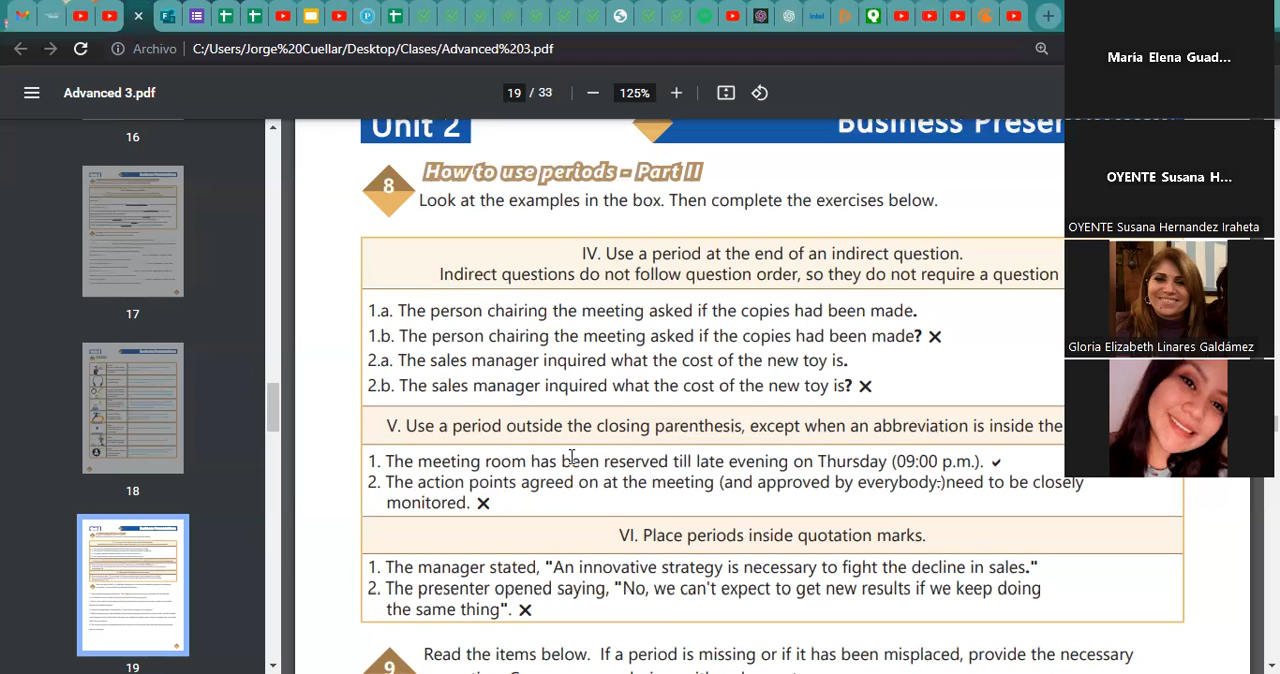 Archivo
C:/Users/Jorge%20Cuellar/Desktop/Clases/Advanced%203.pdf
Advanced 3.pdf
19 / 33
125%
16
17
18
19
Unit 2
Business Presen
8
How to use periods - Part II
Look at the examples in the box. Then complete the exercises below.
IV. Use a period at the end of an indirect question.
Indirect questions do not follow question order, so they do not require a question
1.a. The person chairing the meeting asked if the copies had been made.
1.b. The person chairing the meeting asked if the copies had been made? ✕
2.a. The sales manager inquired what the cost of the new toy is.
2.b. The sales manager inquired what the cost of the new toy is? ✕
V. Use a period outside the closing parenthesis, except when an abbreviation is inside the
1. The meeting room has been reserved till late evening on Thursday (09:00 p.m.). ✔
2. The action points agreed on at the meeting (and approved by everybody.)need to be closely
monitored. ✕
VI. Place periods inside quotation marks.
1. The manager stated, "An innovative strategy is necessary to fight the decline in sales."
2. The presenter opened saying, "No, we can't expect to get new results if we keep doing
the same thing". ✕
9
Read the items below. If a period is missing or if it has been misplaced, provide the necessary
María Elena Guad...
OYENTE Susana H...
OYENTE Susana Hernandez Iraheta
Gloria Elizabeth Linares Galdámez